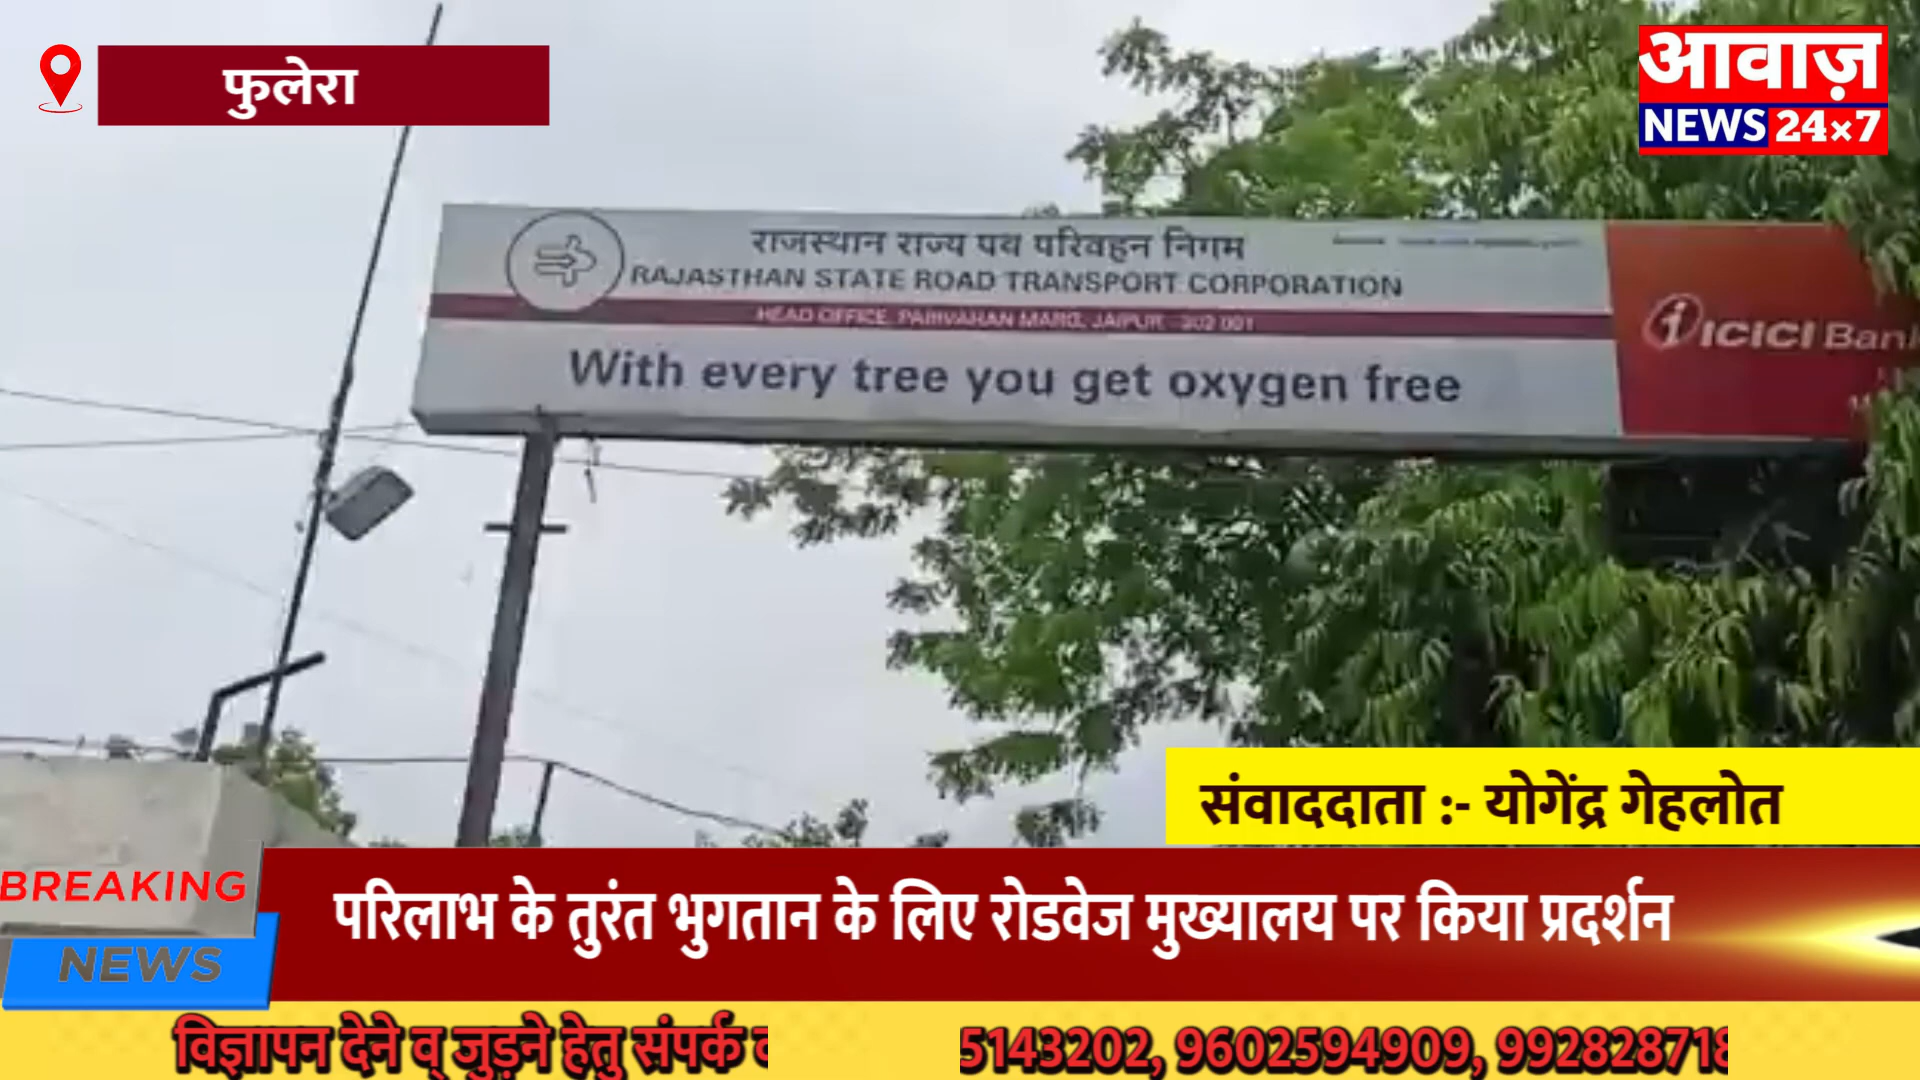 फुलेरा
आवाज़
NEWS 24×7
राजस्थान राज्य पथ परिवहन निगम
RAJASTHAN STATE ROAD TRANSPORT CORPORATION
HEAD OFFICE, PARIVAHAN MARG, JAIPUR - 302 001
ICICI Bank
With every tree you get oxygen free
संवाददाता :- योगेंद्र गेहलोत
BREAKING
NEWS
परिलाभ के तुरंत भुगतान के लिए रोडवेज मुख्यालय पर किया प्रदर्शन
विज्ञापन देने व् जुड़ने हेतु संपर्क
5143202, 9602594909, 992828718